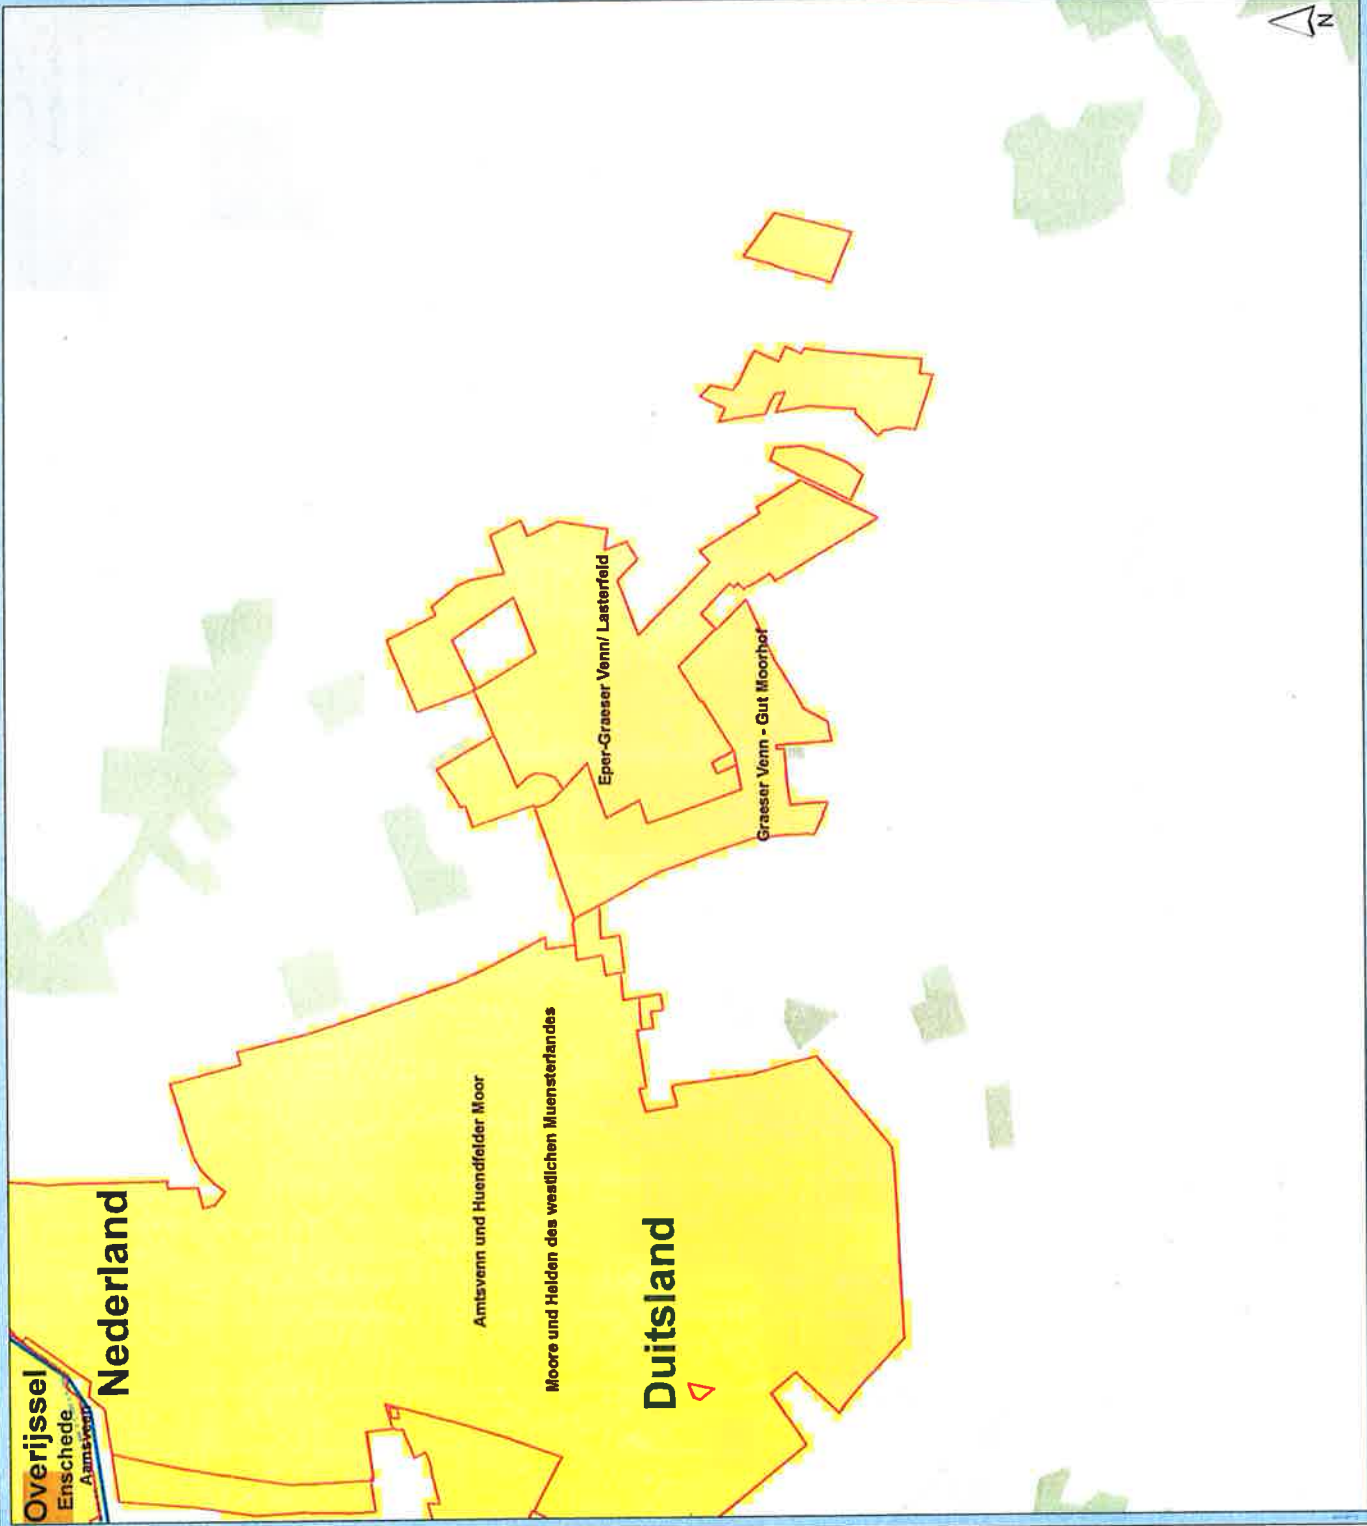 Overijssel
Enschede
Aamsveen
Nederland
Amtsvenn und Huendfelder Moor
Moore und Heiden des westlichen Muensterlandes
Eper-Graeser Venn/ Lasterfeld
Duitsland
Graeser Venn - Gut Moorhof
N